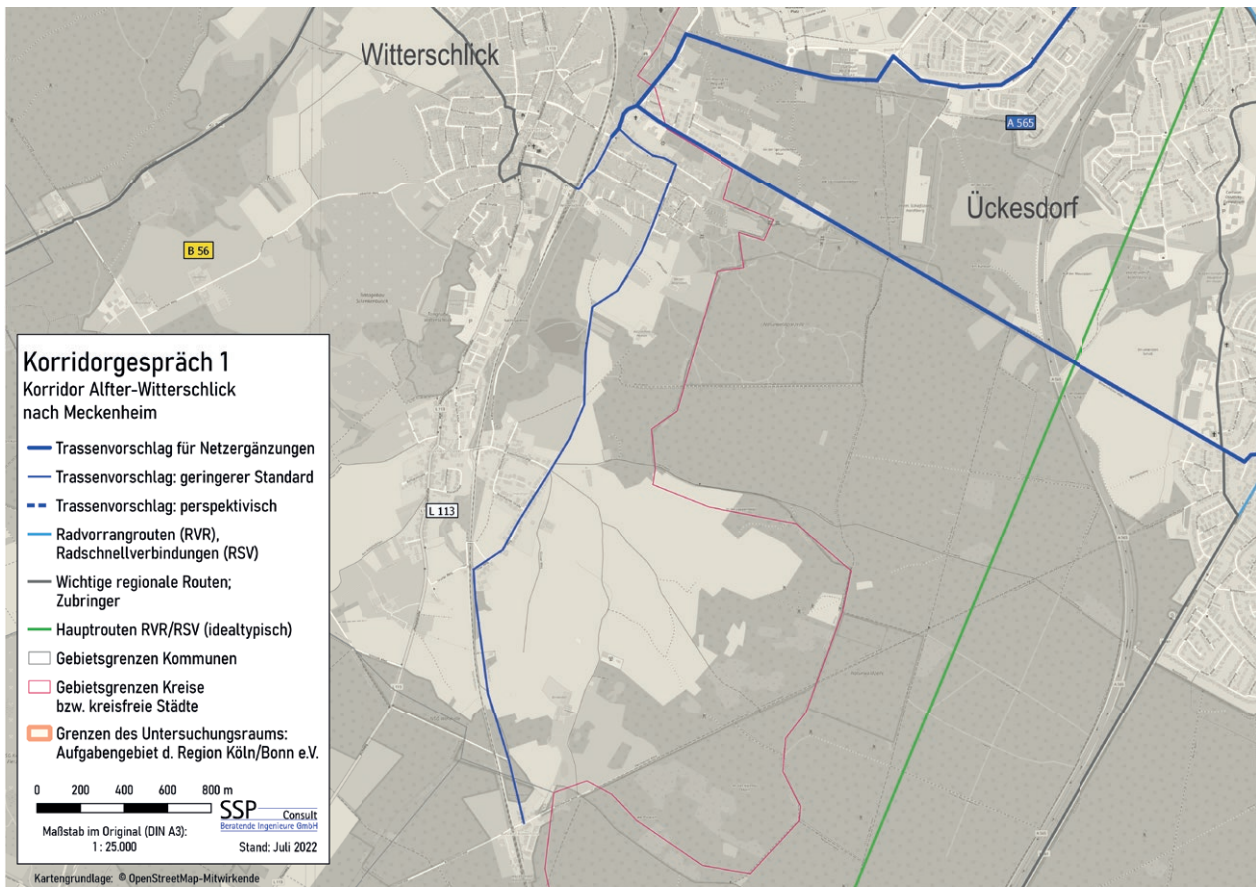 Witterschlick
A 565
Ückesdorf
B 56
L 113
Korridorgespräch 1
Korridor Alfter-Witterschlick
nach Meckenheim
Trassenvorschlag für Netzergänzungen
Trassenvorschlag: geringerer Standard
Trassenvorschlag: perspektivisch
Radvorrangrouten (RVR),
Radschnellverbindungen (RSV)
Wichtige regionale Routen;
Zubringer
Hauptrouten RVR/RSV (idealtypisch)
Gebietsgrenzen Kommunen
Gebietsgrenzen Kreise
bzw. kreisfreie Städte
Grenzen des Untersuchungsraums:
Aufgabengebiet d. Region Köln/Bonn e.V.
0 200 400 600 800 m
SSP Consult
Beratende Ingenieure GmbH
Maßstab im Original (DIN A3):
1 : 25.000
Stand: Juli 2022
Kartengrundlage: © OpenStreetMap-Mitwirkende